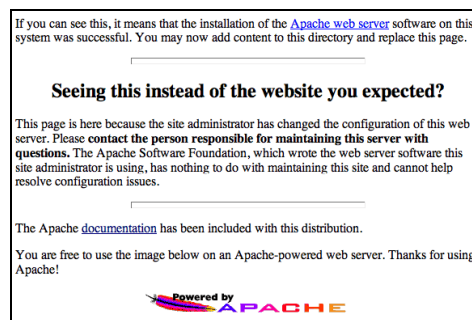 If you can see this, it means that the installation of the Apache web server software on this
system was successful. You may now add content to this directory and replace this page.
Seeing this instead of the website you expected?
This page is here because the site administrator has changed the configuration of this web
server. Please contact the person responsible for maintaining this server with
questions. The Apache Software Foundation, which wrote the web server software this
site administrator is using, has nothing to do with maintaining this site and cannot help
resolve configuration issues.
The Apache documentation has been included with this distribution.
You are free to use the image below on an Apache-powered web server. Thanks for using
Apache!
Powered by
APACHE